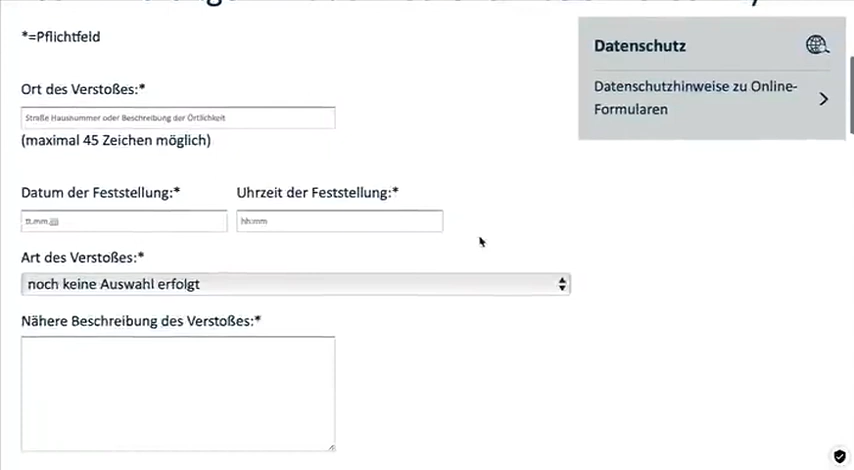 *=Pflichtfeld
Datenschutz
Datenschutzhinweise zu Online-
Formularen
Ort des Verstoßes:*
Straße Hausnummer oder Beschreibung der Örtlichkeit
(maximal 45 Zeichen möglich)
Datum der Feststellung:* Uhrzeit der Feststellung:*
tt.mm.jjjj hh:mm
Art des Verstoßes:*
noch keine Auswahl erfolgt
Nähere Beschreibung des Verstoßes:*